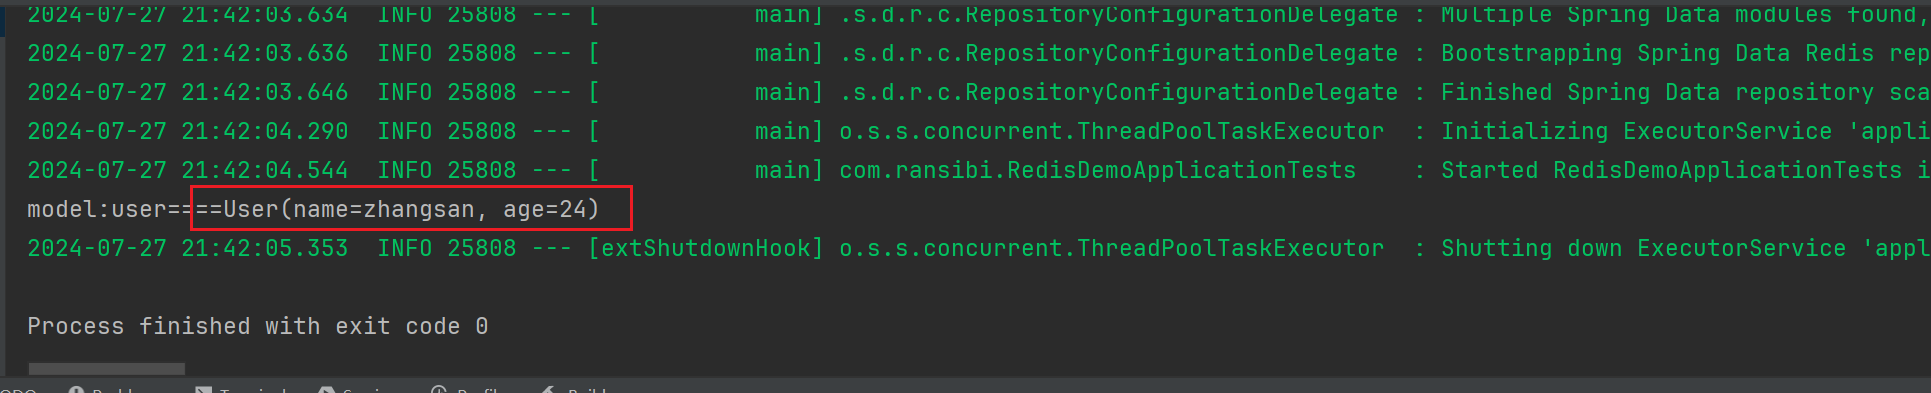 2024-07-27 21:42:03.634  INFO 25808 --- [           main] .s.d.r.c.RepositoryConfigurationDelegate : Multiple Spring Data modules found,
2024-07-27 21:42:03.636  INFO 25808 --- [           main] .s.d.r.c.RepositoryConfigurationDelegate : Bootstrapping Spring Data Redis rep
2024-07-27 21:42:03.646  INFO 25808 --- [           main] .s.d.r.c.RepositoryConfigurationDelegate : Finished Spring Data repository sca
2024-07-27 21:42:04.290  INFO 25808 --- [           main] o.s.s.concurrent.ThreadPoolTaskExecutor  : Initializing ExecutorService 'appli
2024-07-27 21:42:04.544  INFO 25808 --- [           main] com.ransibi.RedisDemoApplicationTests    : Started RedisDemoApplicationTests i
model:user====User(name=zhangsan, age=24)
2024-07-27 21:42:05.353  INFO 25808 --- [extShutdownHook] o.s.s.concurrent.ThreadPoolTaskExecutor  : Shutting down ExecutorService 'appl
Process finished with exit code 0